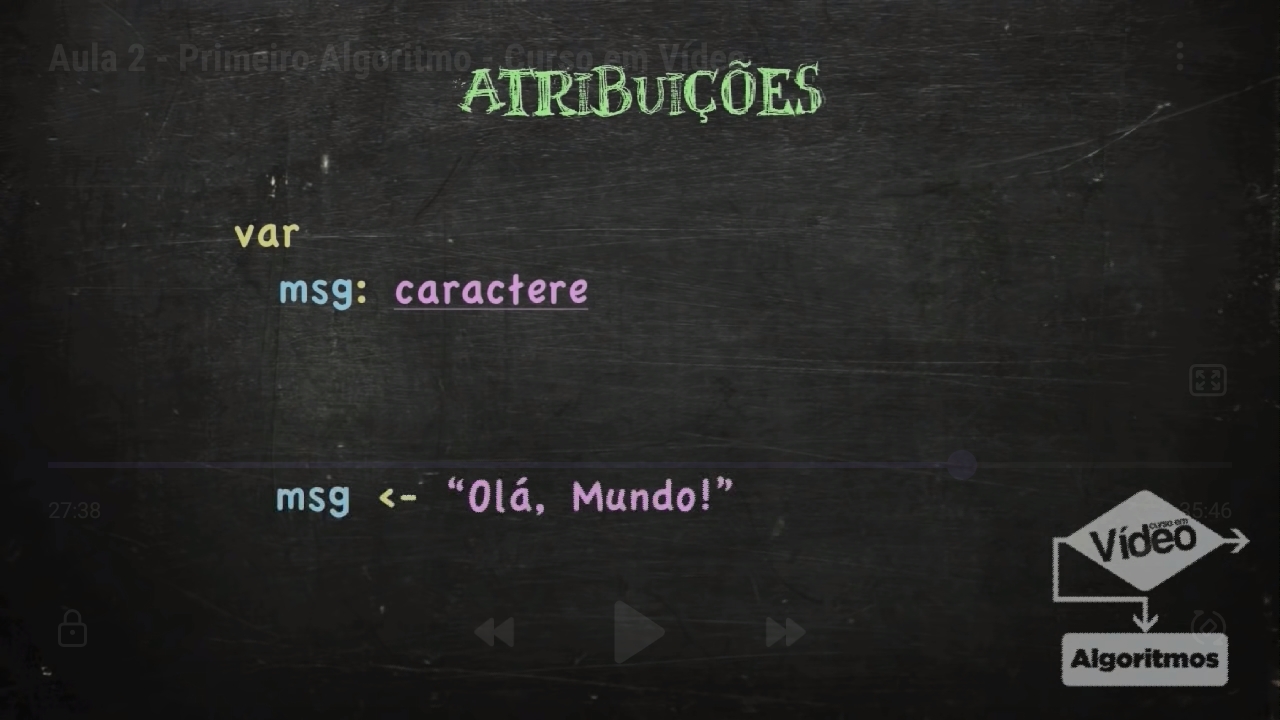 Aula 2 - Primeiro Algoritmo - Curso em Vídeo
ATRIBUIÇÕES
var
msg: caractere
msg <- “Olá, Mundo!”
27:38
35:46
curso em
Vídeo
Algoritmos